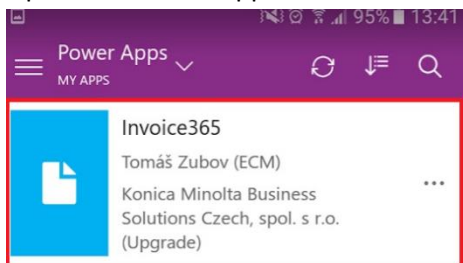 95% 13:41
Power Apps
MY APPS
Invoice365
Tomáš Zubov (ECM)
Konica Minolta Business
Solutions Czech, spol. s r.o.
(Upgrade)